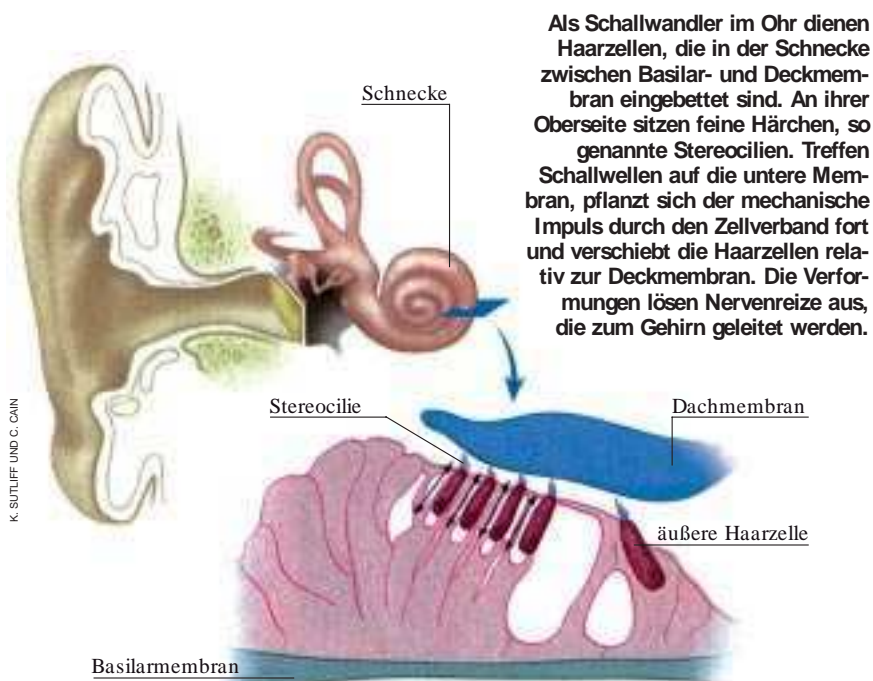 Als Schallwandler im Ohr dienen
Haarzellen, die in der Schnecke
zwischen Basilar- und Deckmem-
bran eingebettet sind. An ihrer
Oberseite sitzen feine Härchen, so
genannte Stereocilien. Treffen
Schallwellen auf die untere Mem-
bran, pflanzt sich der mechanische
Impuls durch den Zellverband fort
und verschiebt die Haarzellen rela-
tiv zur Deckmembran. Die Verfor-
mungen lösen Nervenreize aus,
die zum Gehirn geleitet werden.
Schnecke
Stereocilie
Dachmembran
äußere Haarzelle
Basilarmembran
K. SUTLIFF UND C. CAIN